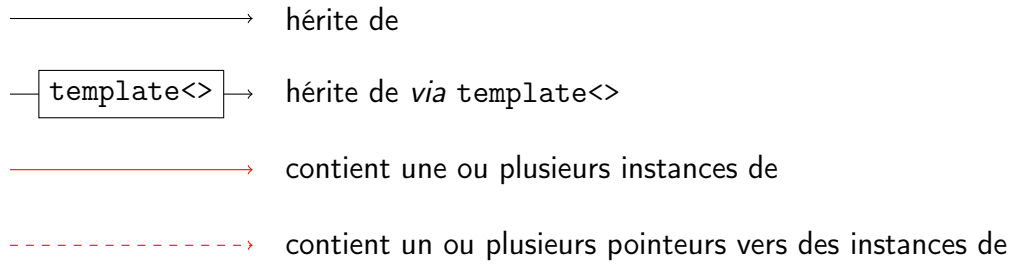 hérite de
template<> hérite de via template<>
contient une ou plusieurs instances de
contient un ou plusieurs pointeurs vers des instances de